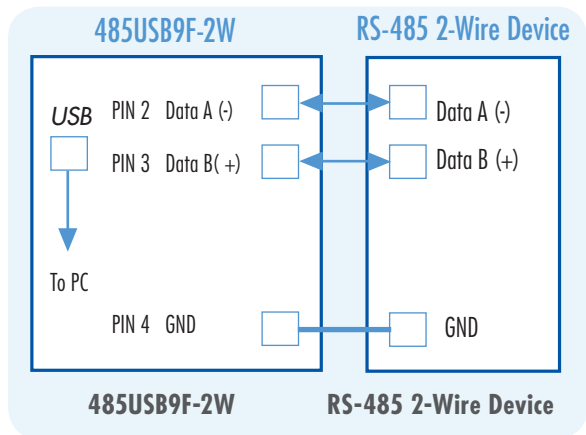 485USB9F-2W RS-485 2-Wire Device
USB PIN 2 Data A (-) Data A (-)
PIN 3 Data B( +) Data B (+)
To PC
PIN 4 GND GND
485USB9F-2W RS-485 2-Wire Device